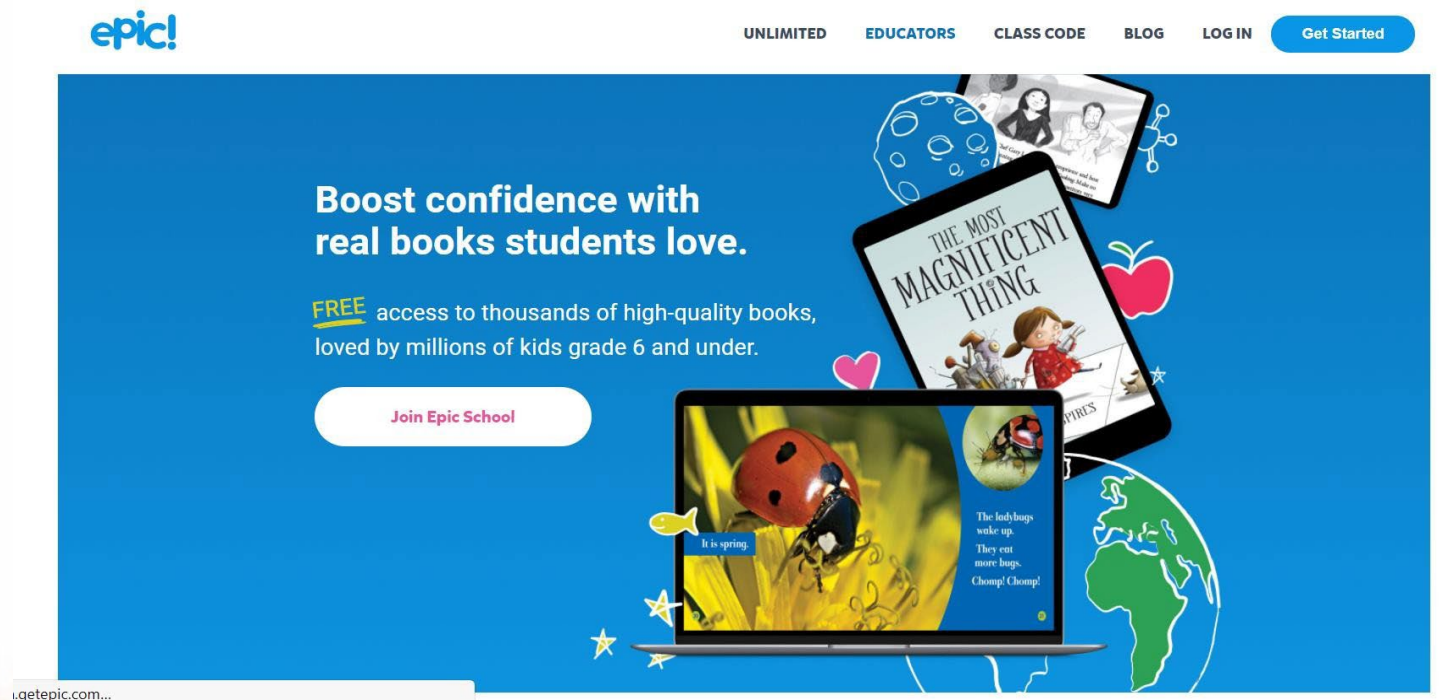 epic!
UNLIMITED EDUCATORS CLASS CODE BLOG LOG IN Get Started
Boost confidence with
real books students love.
FREE access to thousands of high-quality books,
loved by millions of kids grade 6 and under.
Join Epic School
THE MOST
MAGNIFICENT
THING
It is spring.
The ladybugs
wake up.
They eat
more bugs.
Chomp! Chomp!
.getepic.com...